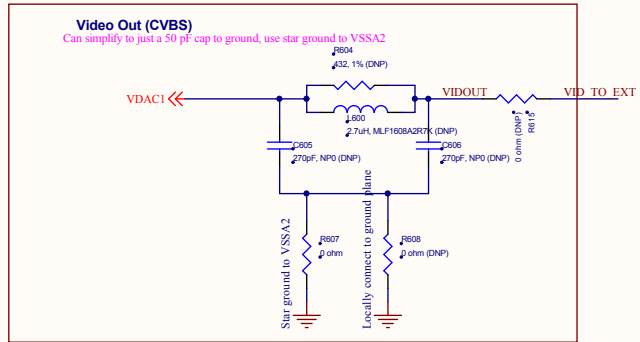 Video Out (CVBS)
Can simplify to just a 50 pF cap to ground, use star ground to VSSA2
R604
432, 1% (DNP)
VDAC1
VIDOUT
VID_TO_EXT
L600
2.7uH, MLF1608A2R7K (DNP)
0 ohm (DNP)
R615
C605
270pF, NP0 (DNP)
C606
270pF, NP0 (DNP)
Star ground to VSSA2
R607
0 ohm
Locally connect to ground plane
R608
0 ohm (DNP)